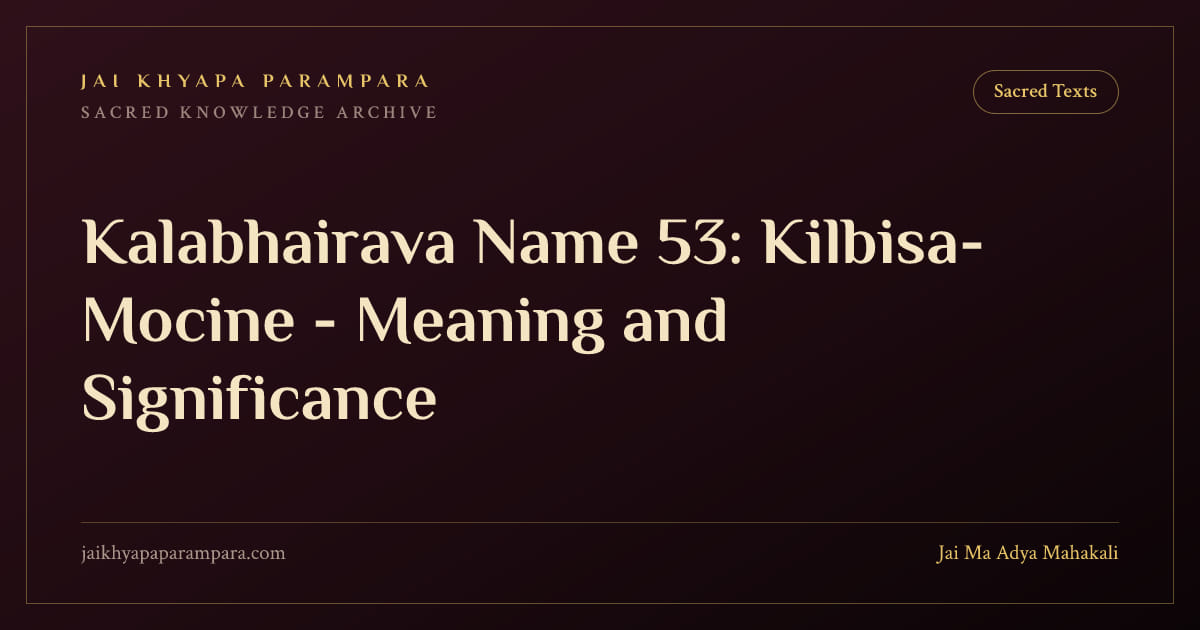 JAI KHYAPA PARAMPARA
SACRED KNOWLEDGE ARCHIVE
Sacred Texts
Kalabhairava Name 53: Kilbisa-
Mocine - Meaning and
Significance
jaikhyapaparampara.com
Jai Ma Adya Mahakali